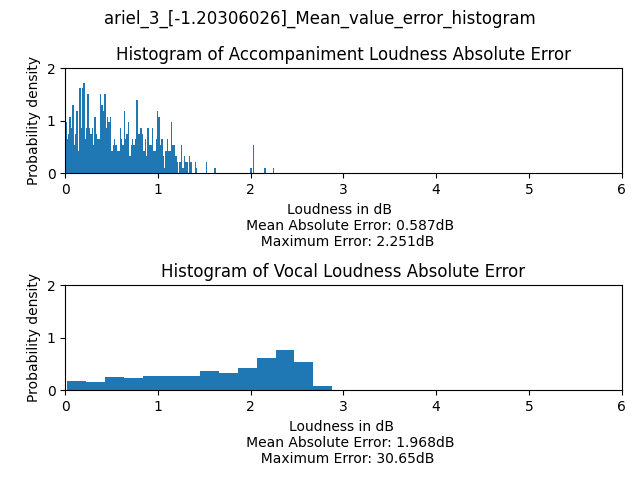 ariel_3_[-1.20306026]_Mean_value_error_histogram
Histogram of Accompaniment Loudness Absolute Error
Probability density
2
1
0
0 1 2 3 4 5 6
Loudness in dB
Mean Absolute Error: 0.587dB
Maximum Error: 2.251dB
Histogram of Vocal Loudness Absolute Error
Probability density
2
1
0
0 1 2 3 4 5 6
Loudness in dB
Mean Absolute Error: 1.968dB
Maximum Error: 30.65dB